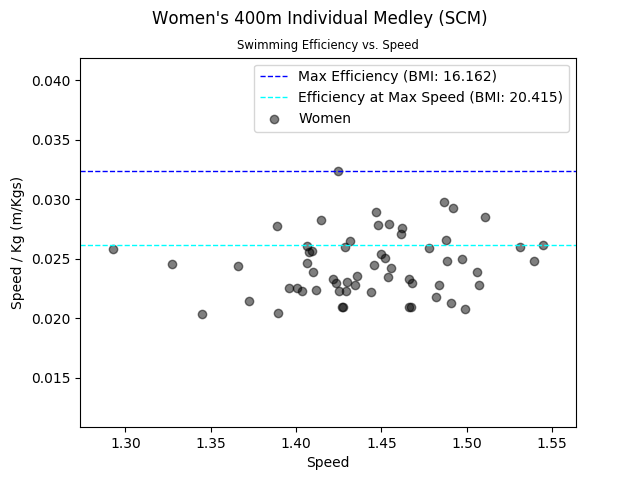 Women's 400m Individual Medley (SCM)
Swimming Efficiency vs. Speed
Max Efficiency (BMI: 16.162)
Efficiency at Max Speed (BMI: 20.415)
Women
Speed / Kg (m/Kgs)
0.040
0.035
0.030
0.025
0.020
0.015
1.30 1.35 1.40 1.45 1.50 1.55
Speed